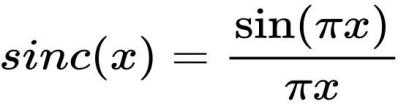 sinc(x) = sin(πx) / πx